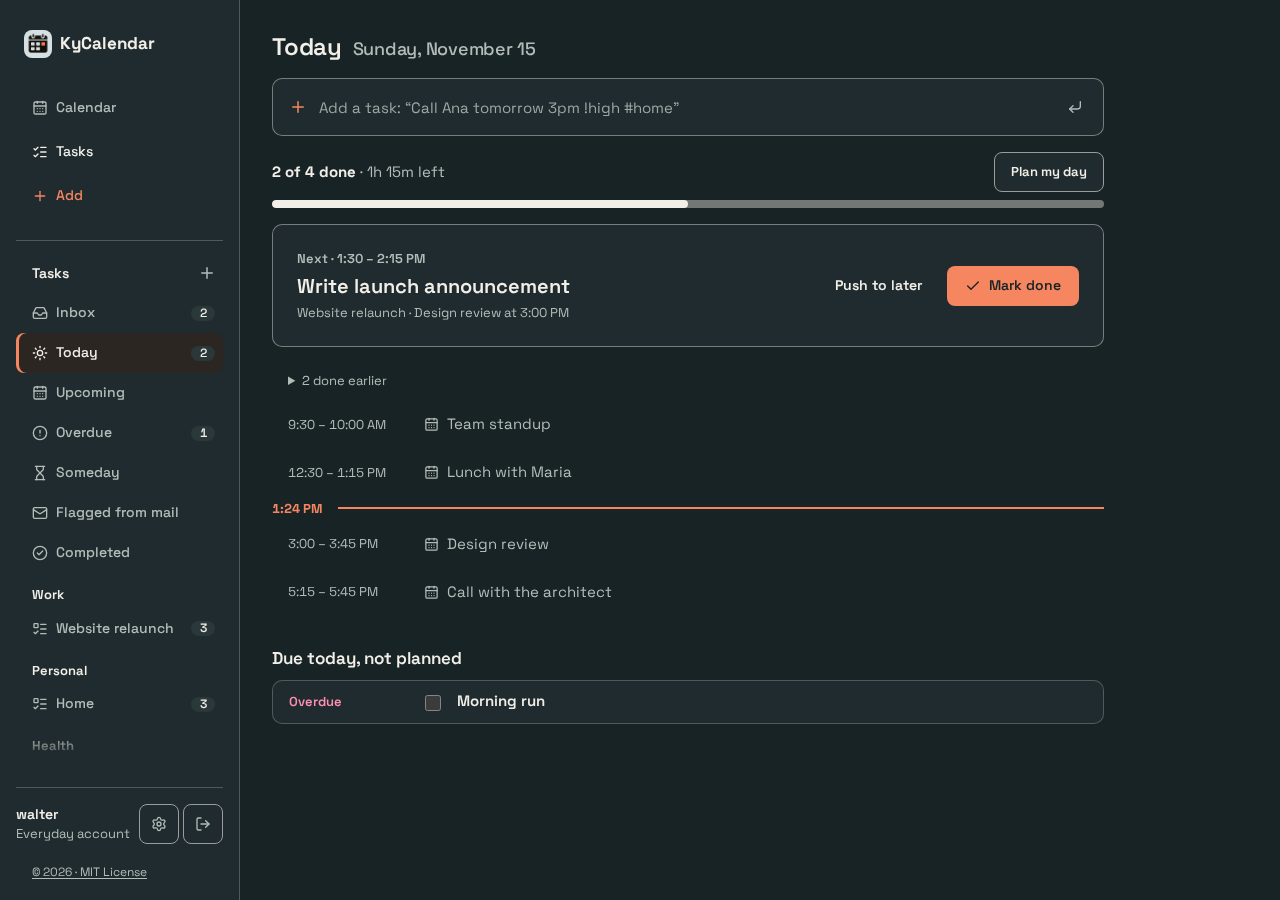 KyCalendar
Calendar
Tasks
Add
Tasks
Inbox 2
Today 2
Upcoming
Overdue 1
Someday
Flagged from mail
Completed
Work
Website relaunch 3
Personal
Home 3
Health
walter
Everyday account
© 2026 · MIT License
Today Sunday, November 15
Add a task: “Call Ana tomorrow 3pm !high #home”
2 of 4 done · 1h 15m left
Plan my day
Next · 1:30 – 2:15 PM
Write launch announcement
Website relaunch · Design review at 3:00 PM
Push to later
Mark done
2 done earlier
9:30 – 10:00 AM Team standup
12:30 – 1:15 PM Lunch with Maria
1:24 PM
3:00 – 3:45 PM Design review
5:15 – 5:45 PM Call with the architect
Due today, not planned
Overdue Morning run